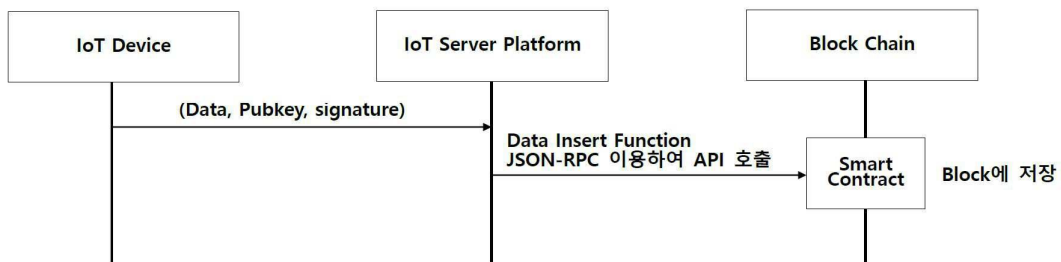 IoT Device
IoT Server Platform
Block Chain
(Data, Pubkey, signature)
Data Insert Function
JSON-RPC 이용하여 API 호출
Smart
Contract
Block에 저장